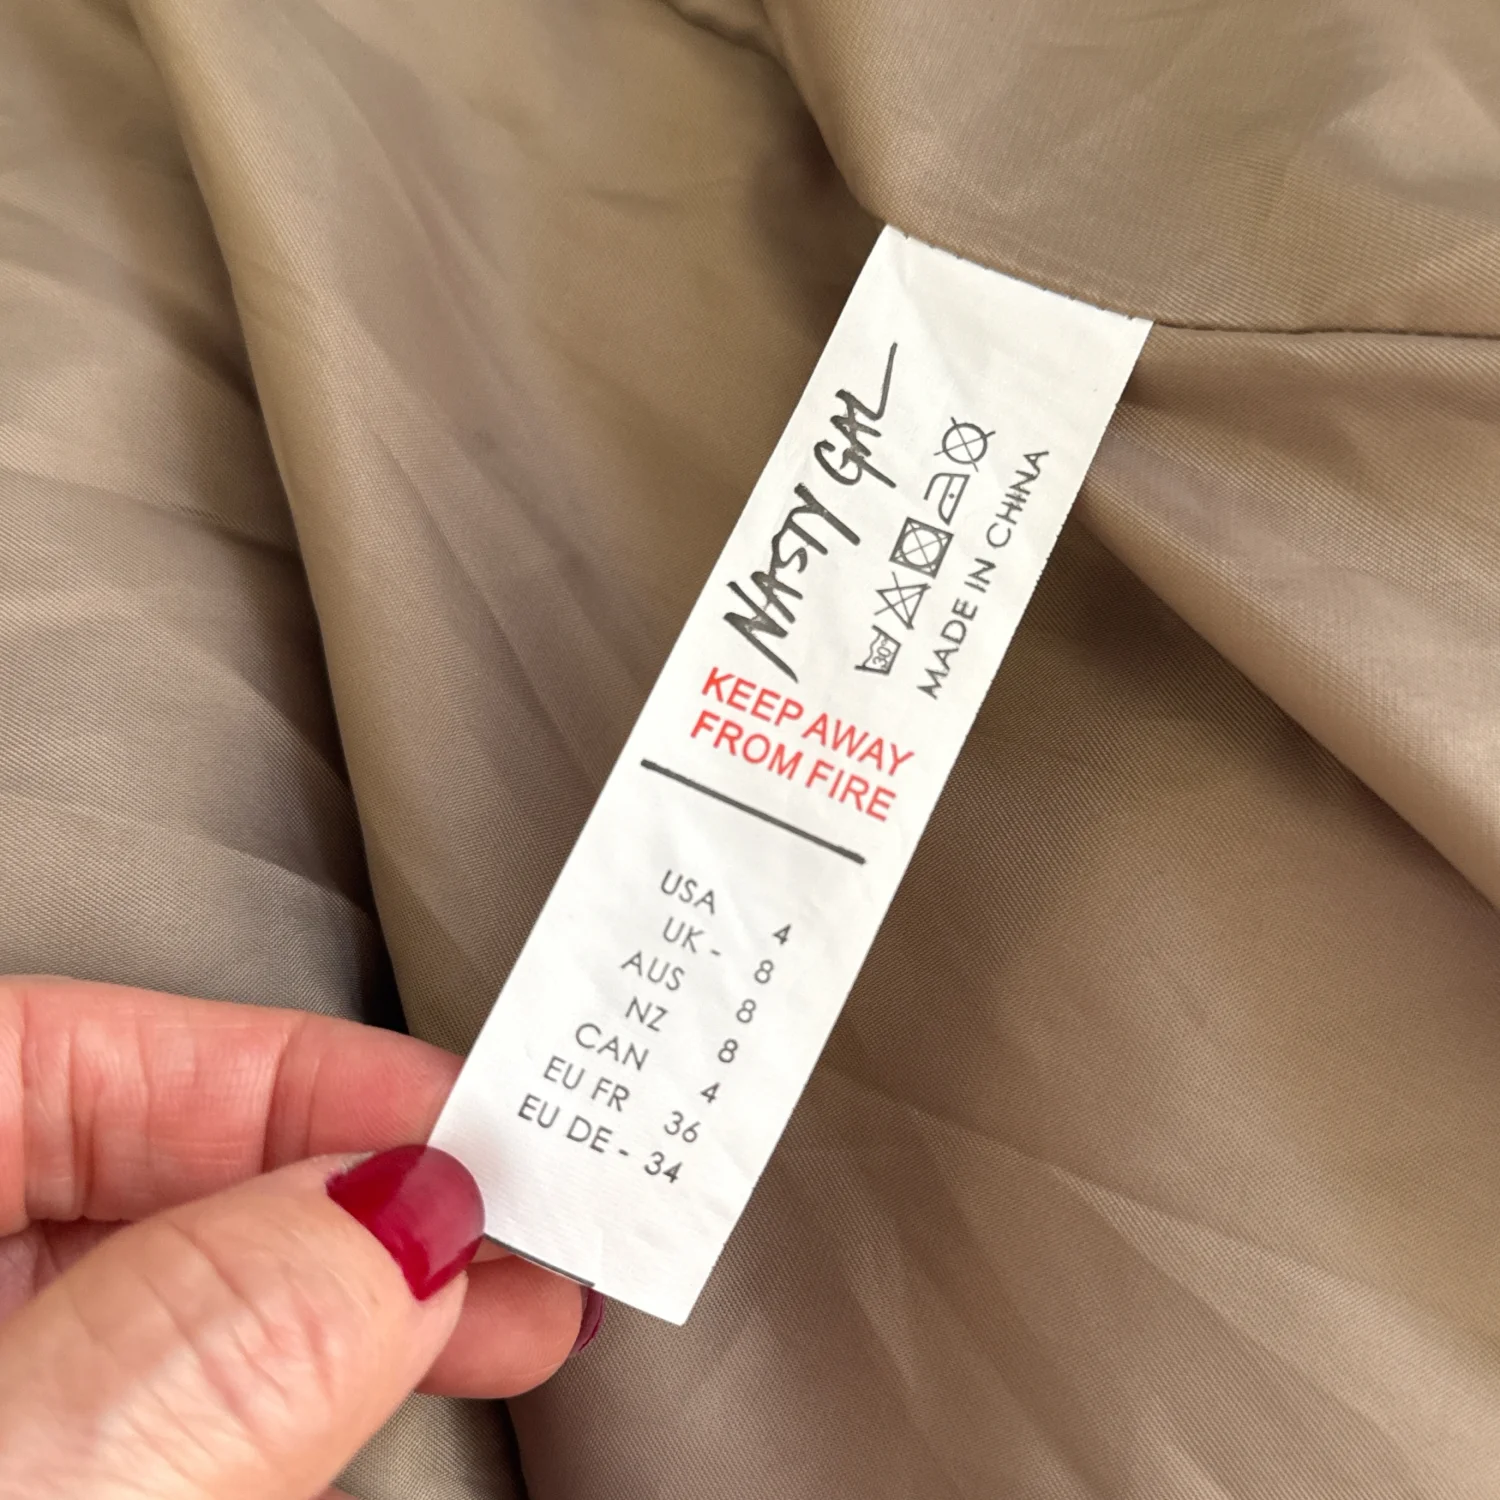 NASTY GAL
30°
MADE IN CHINA
KEEP AWAY
FROM FIRE
USA 4
UK - 8
AUS 8
NZ 8
CAN 4
EU FR 36
EU DE - 34